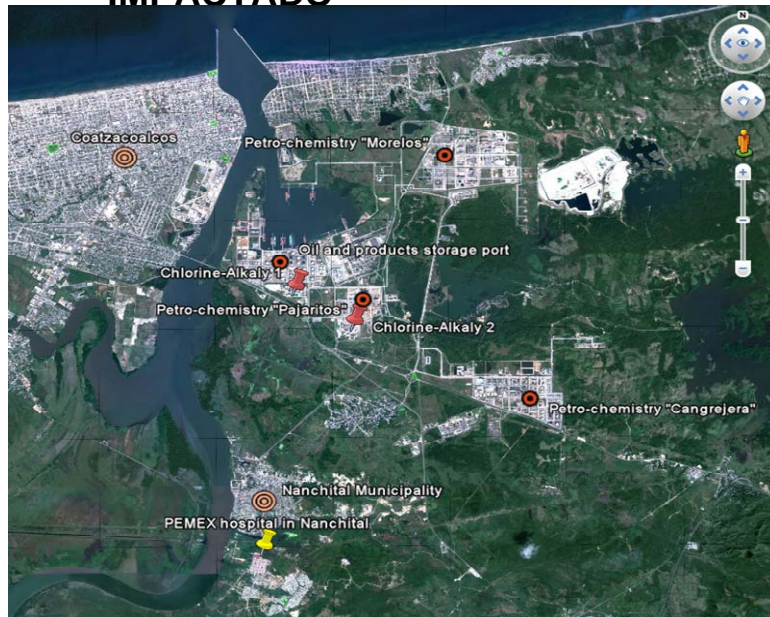 IMPACTADO
N
Coatzacoalcos
Petro-chemistry "Morelos"
Oil and products storage port
Chlorine-Alkaly 1
Petro-chemistry "Pajaritos"
Chlorine-Alkaly 2
Petro-chemistry "Cangrejera"
Nanchital Municipality
PEMEX hospital in Nanchital